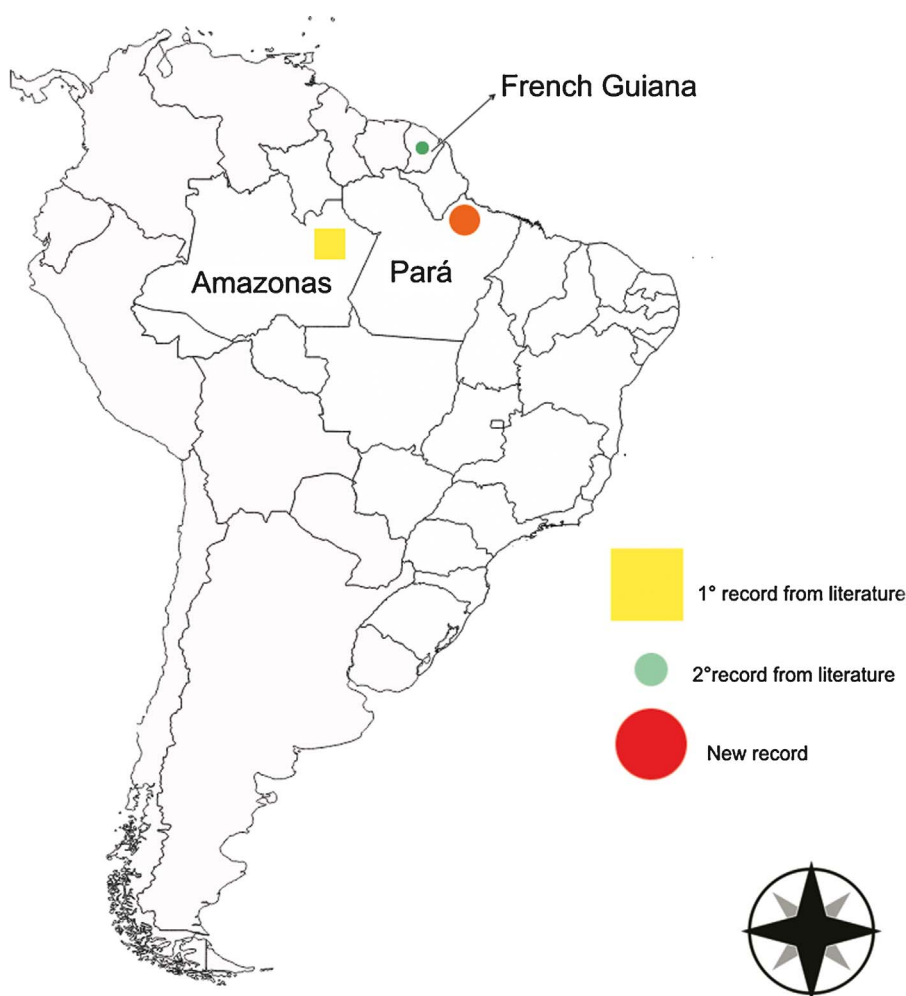 French Guiana
Amazonas
Pará
1° record from literature
2°record from literature
New record